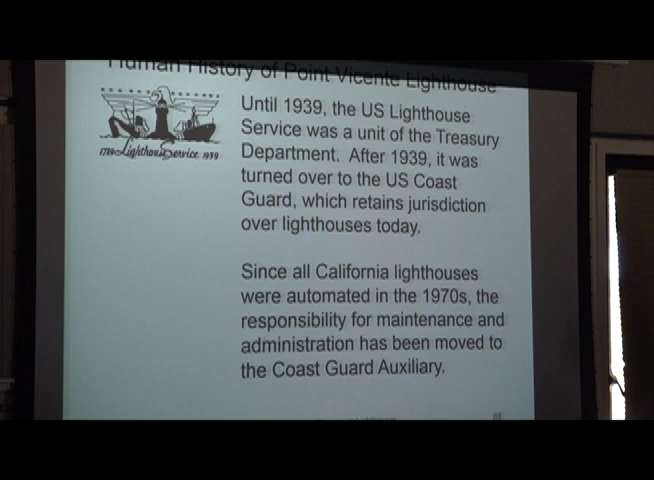 Human History of Point Vicente Lighthouse
1789 Lighthouse Service 1939
Until 1939, the US Lighthouse
Service was a unit of the Treasury
Department. After 1939, it was
turned over to the US Coast
Guard, which retains jurisdiction
over lighthouses today.
Since all California lighthouses
were automated in the 1970s, the
responsibility for maintenance and
administration has been moved to
the Coast Guard Auxiliary.